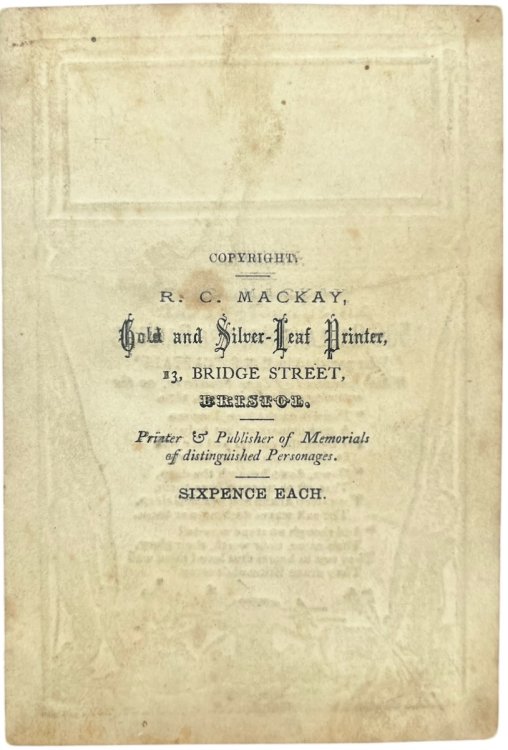 COPYRIGHT.
R. C. MACKAY,
Gold and Silver-Leaf Printer,
13, BRIDGE STREET,
BRISTOL.
Printer & Publisher of Memorials
of distinguished Personages.
SIXPENCE EACH.